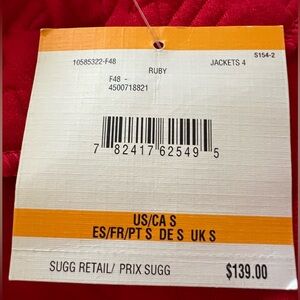 S154-2
10585322-F48 JACKETS 4
RUBY
F48 -
4500718821
7 82417 62549 5
US/CA S
ES/FR/PT S DE S UK S
SUGG RETAIL/ PRIX SUGG $139.00